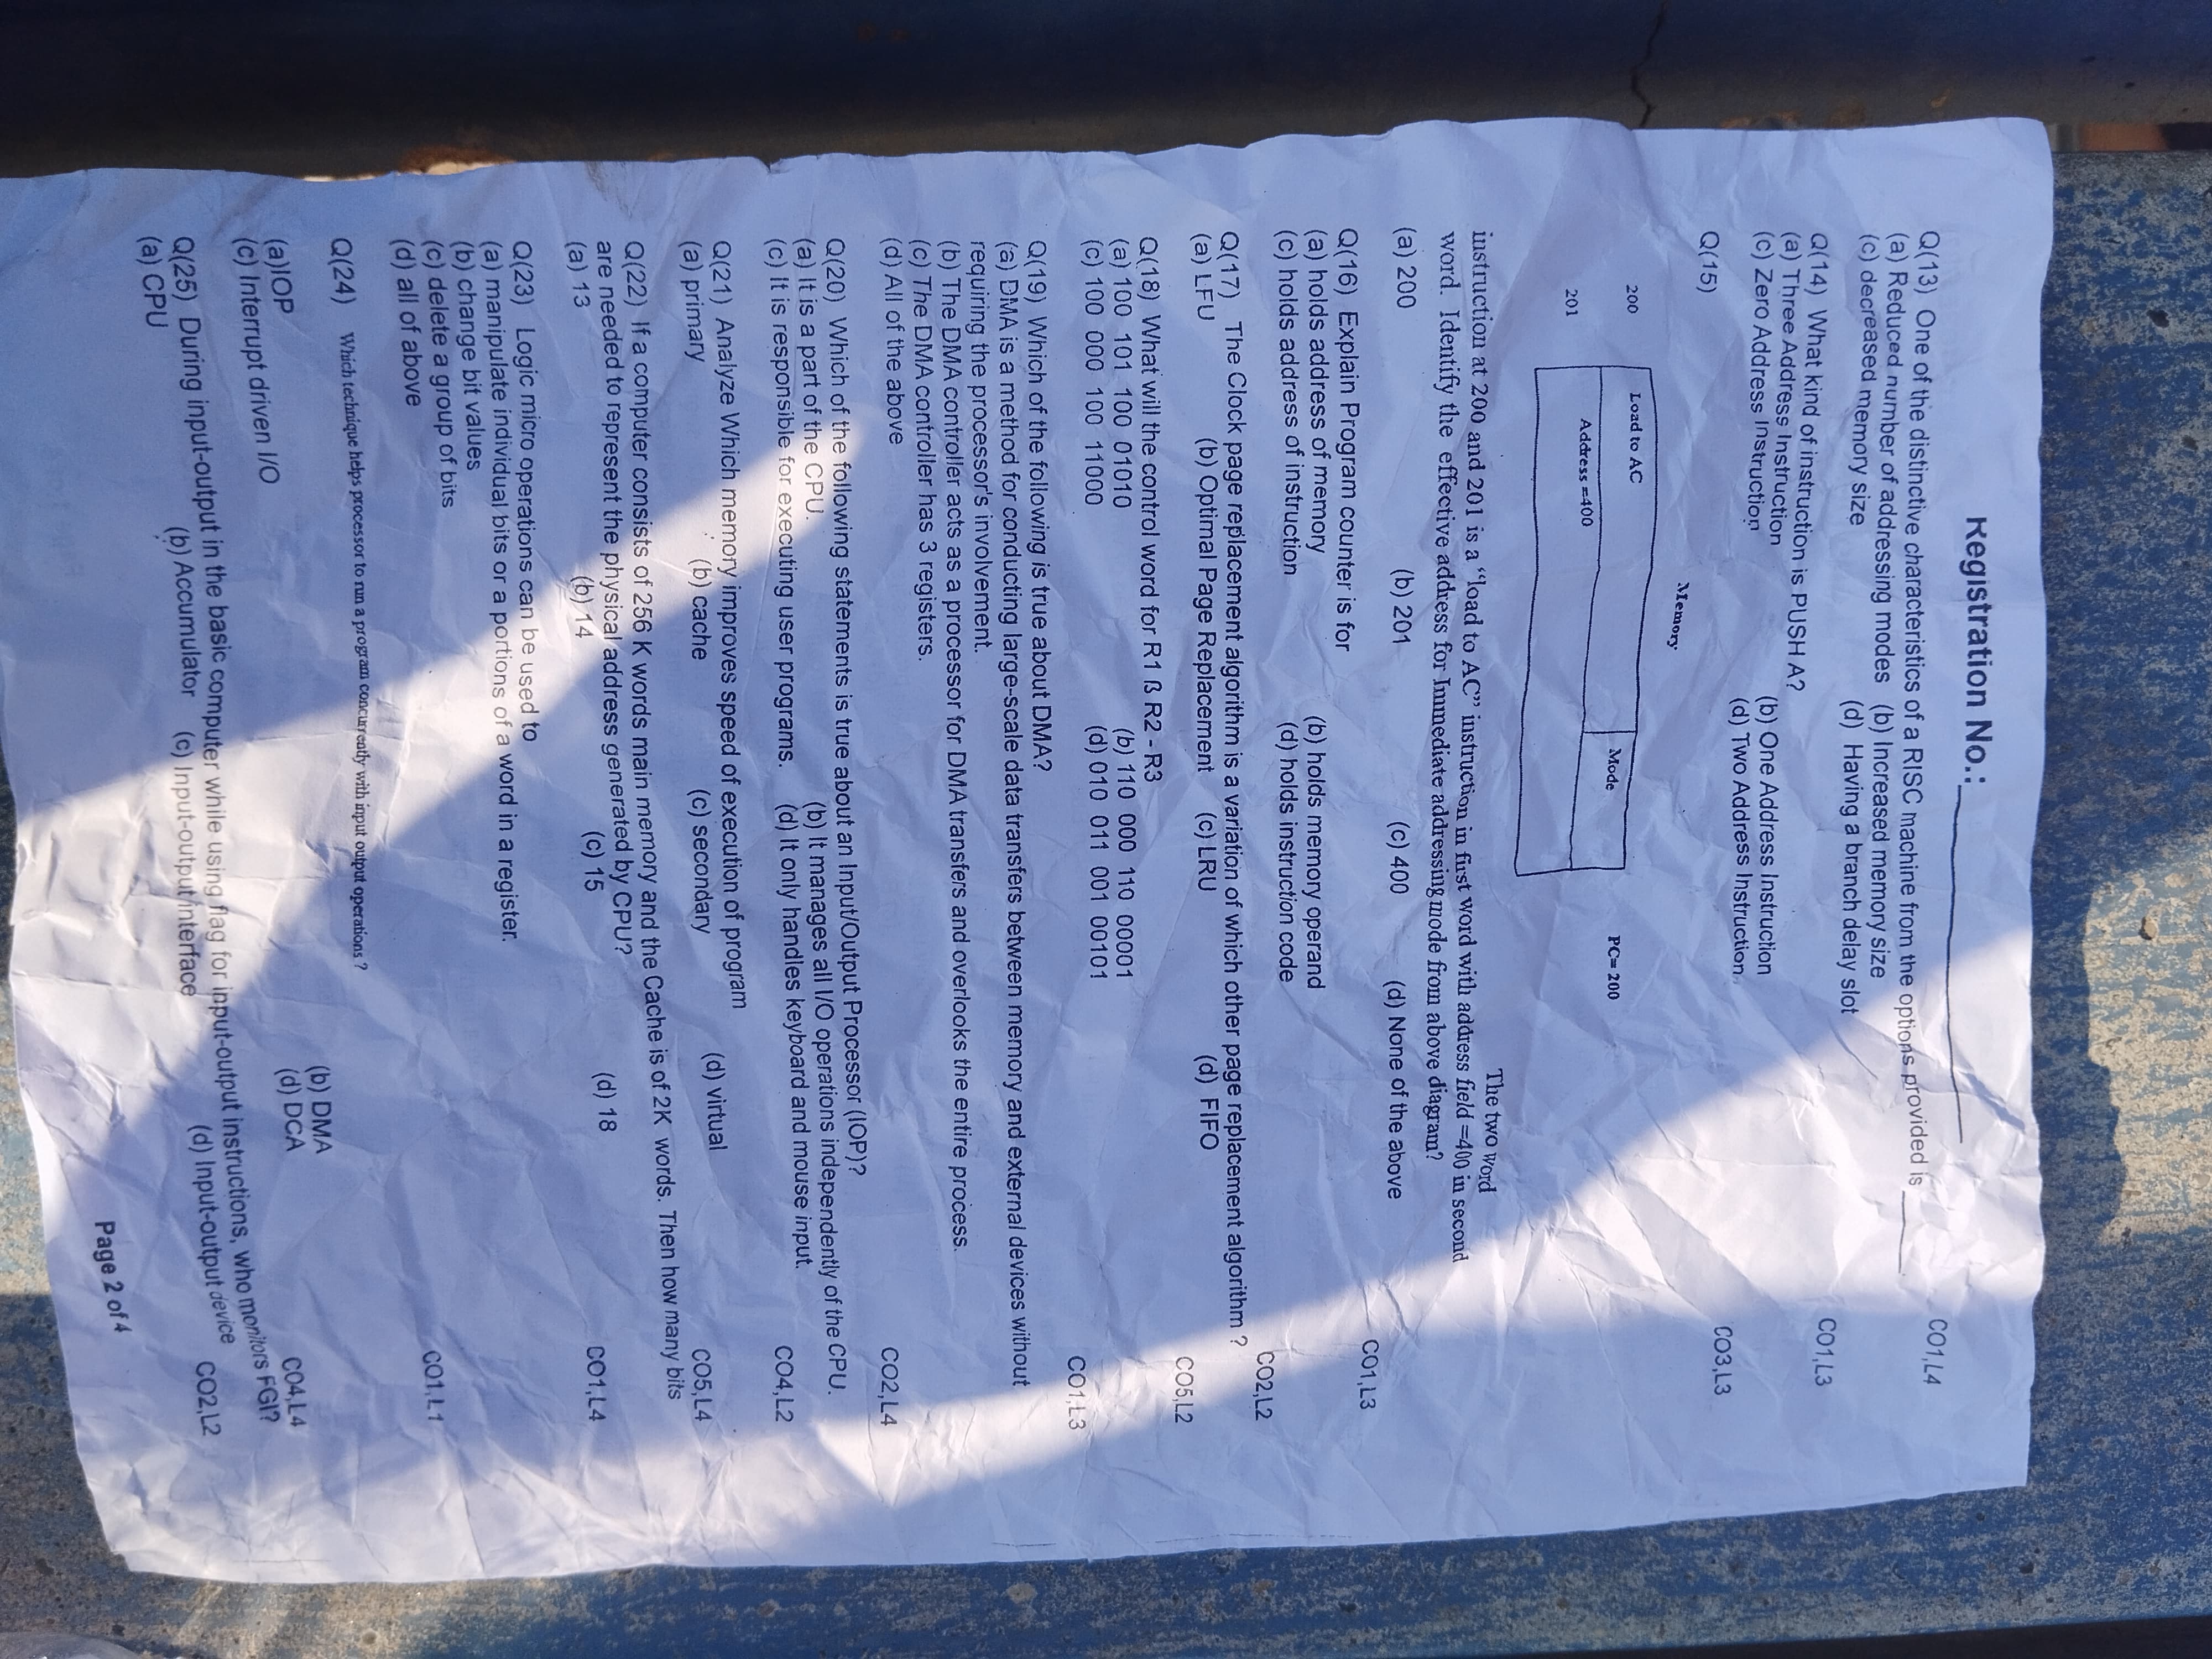 Registration No.:
Q(13) One of the distinctive characteristics of a RISC machine from the options provided is ______.
(a) Reduced number of addressing modes (b) Increased memory size
(c) decreased memory size (d) Having a branch delay slot
CO1,L4
Q(14) What kind of instruction is PUSH A?
(a) Three Address Instruction (b) One Address Instruction
(c) Zero Address Instruction (d) Two Address Instruction
CO1,L3
Q(15)
CO3,L3
Memory
200 Load to AC Mode PC= 200
201 Address =400
The two word
instruction at 200 and 201 is a “load to AC” instruction in first word with address field =400 in second
word. Identify the effective address for Immediate addressing mode from above diagram?
(a) 200 (b) 201 (c) 400 (d) None of the above
CO1,L3
Q(16) Explain Program counter is for
(a) holds address of memory (b) holds memory operand
(c) holds address of instruction (d) holds instruction code
CO2,L2
Q(17) The Clock page replacement algorithm is a variation of which other page replacement algorithm ?
(a) LFU (b) Optimal Page Replacement (c) LRU (d) FIFO
CO5,L2
Q(18) What will the control word for R1 ß R2 - R3
(a) 100 101 100 01010 (b) 110 000 110 00001
(c) 100 000 100 11000 (d) 010 011 001 00101
CO1,L3
Q(19) Which of the following is true about DMA?
(a) DMA is a method for conducting large-scale data transfers between memory and external devices without
requiring the processor's involvement.
(b) The DMA controller acts as a processor for DMA transfers and overlooks the entire process.
(c) The DMA controller has 3 registers.
(d) All of the above
CO2,L4
Q(20) Which of the following statements is true about an Input/Output Processor (IOP)?
(a) It is a part of the CPU. (b) It manages all I/O operations independently of the CPU.
(c) It is responsible for executing user programs. (d) It only handles keyboard and mouse input.
CO4,L2
Q(21) Analyze Which memory improves speed of execution of program
(a) primary (b) cache (c) secondary (d) virtual
CO5,L4
Q(22) If a computer consists of 256 K words main memory and the Cache is of 2K words. Then how many bits
are needed to represent the physical address generated by CPU?
(a) 13 (b) 14 (c) 15 (d) 18
CO1,L4
Q(23) Logic micro operations can be used to
(a) manipulate individual bits or a portions of a word in a register.
(b) change bit values
(c) delete a group of bits
(d) all of above
CO1,L1
Q(24) Which technique helps processor to run a program concurrently with input output operations ?
(a)IOP (b) DMA
(c) Interrupt driven I/O (d) DCA
CO4,L4
Q(25) During input-output in the basic computer while using flag for input-output instructions, who monitors FGI?
(a) CPU (b) Accumulator (c) Input-output interface (d) Input-output device
CO2,L2
Page 2 of 4